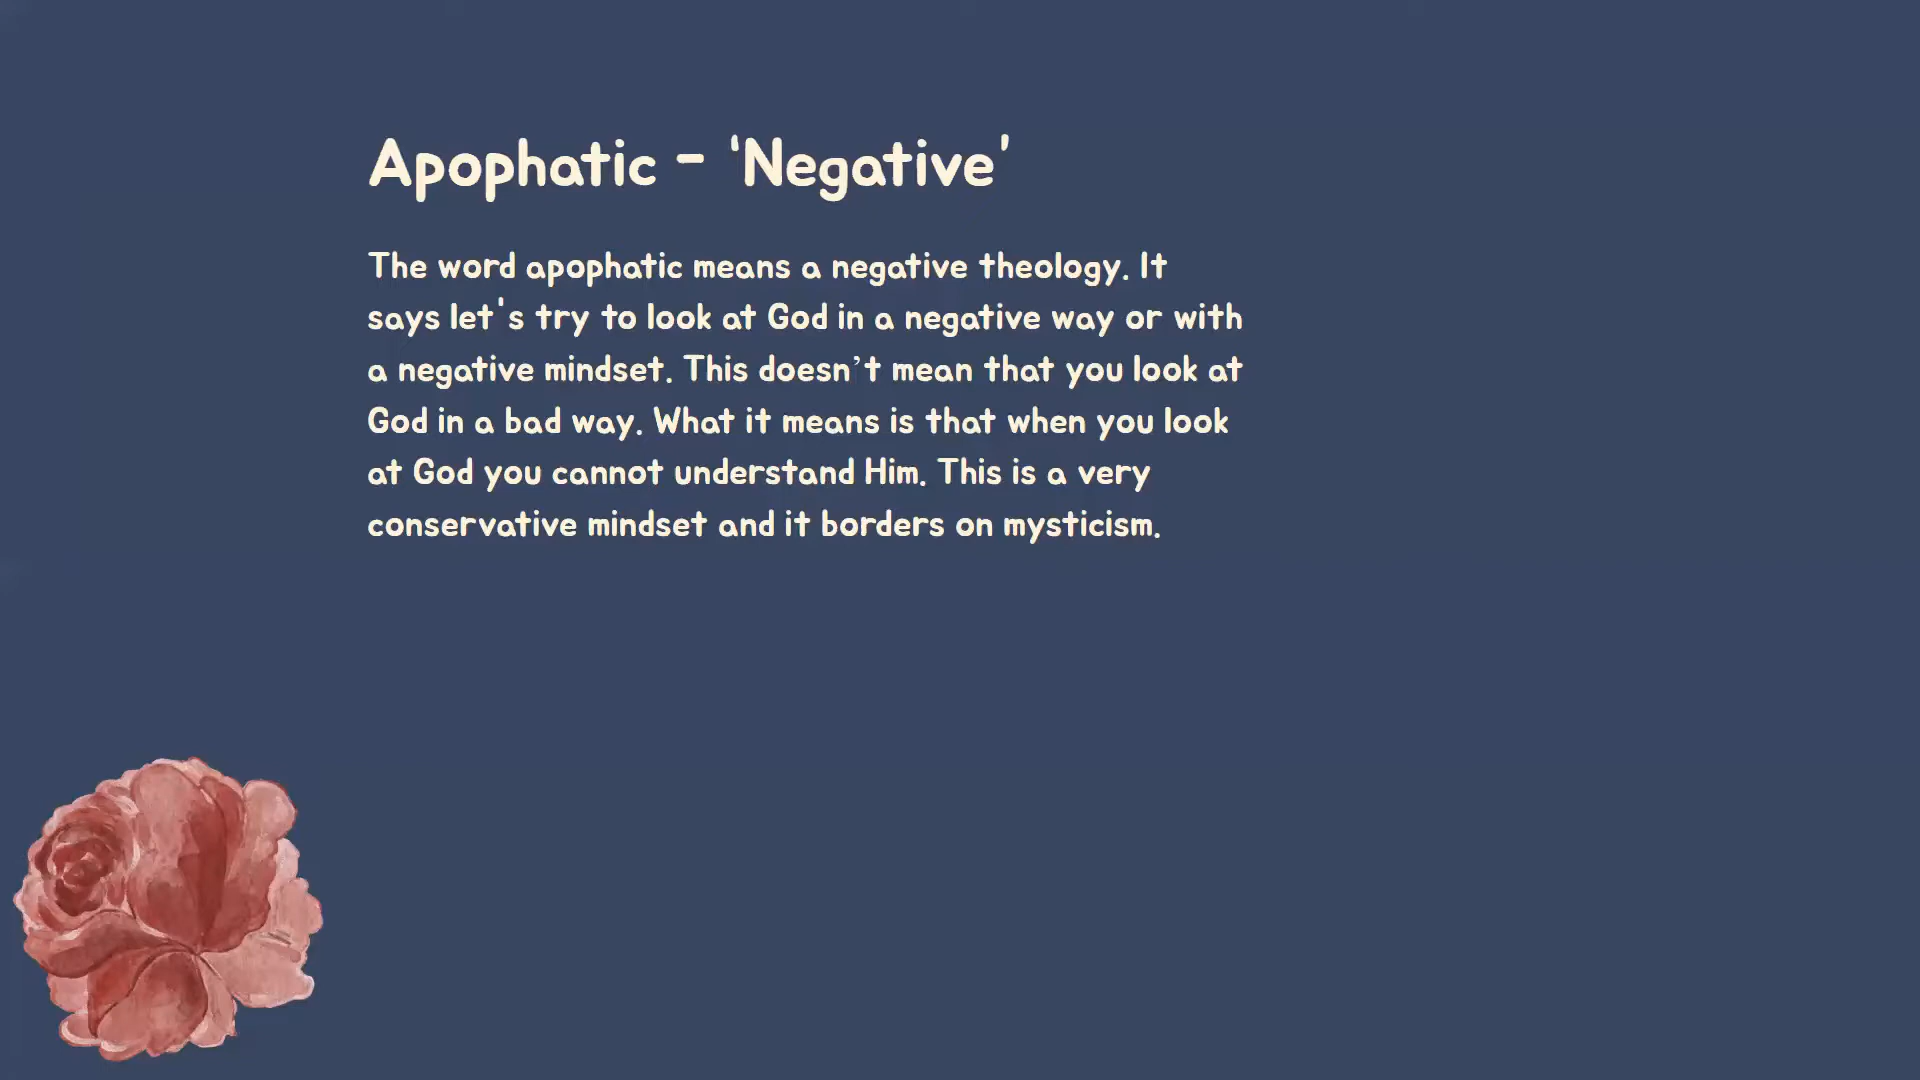 Apophatic - 'Negative'
The word apophatic means a negative theology. It
says let's try to look at God in a negative way or with
a negative mindset. This doesn’t mean that you look at
God in a bad way. What it means is that when you look
at God you cannot understand Him. This is a very
conservative mindset and it borders on mysticism.